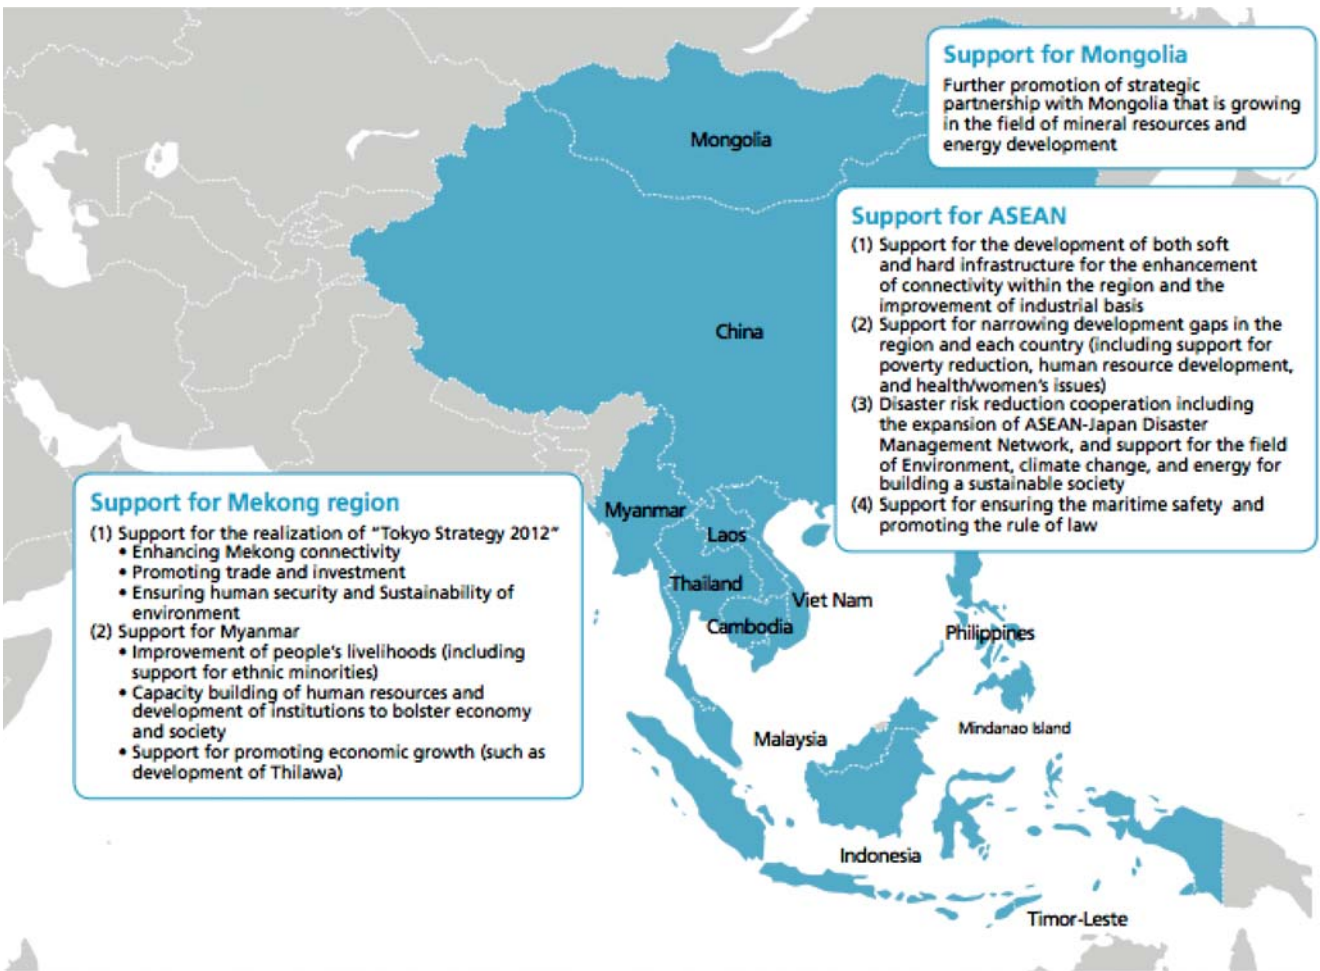 Support for Mongolia
Further promotion of strategic
partnership with Mongolia that is growing
in the field of mineral resources and
energy development
Mongolia
Support for ASEAN
(1) Support for the development of both soft
and hard infrastructure for the enhancement
of connectivity within the region and the
improvement of industrial basis
(2) Support for narrowing development gaps in the
region and each country (including support for
poverty reduction, human resource development,
and health/women's issues)
(3) Disaster risk reduction cooperation including
the expansion of ASEAN-Japan Disaster
Management Network, and support for the field
of Environment, climate change, and energy for
building a sustainable society
(4) Support for ensuring the maritime safety and
promoting the rule of law
China
Support for Mekong region
(1) Support for the realization of "Tokyo Strategy 2012"
• Enhancing Mekong connectivity
• Promoting trade and investment
• Ensuring human security and Sustainability of
environment
(2) Support for Myanmar
• Improvement of people's livelihoods (including
support for ethnic minorities)
• Capacity building of human resources and
development of institutions to bolster economy
and society
• Support for promoting economic growth (such as
development of Thilawa)
Myanmar
Laos
Thailand
Viet Nam
Cambodia
Philippines
Mindanao Island
Malaysia
Indonesia
Timor-Leste